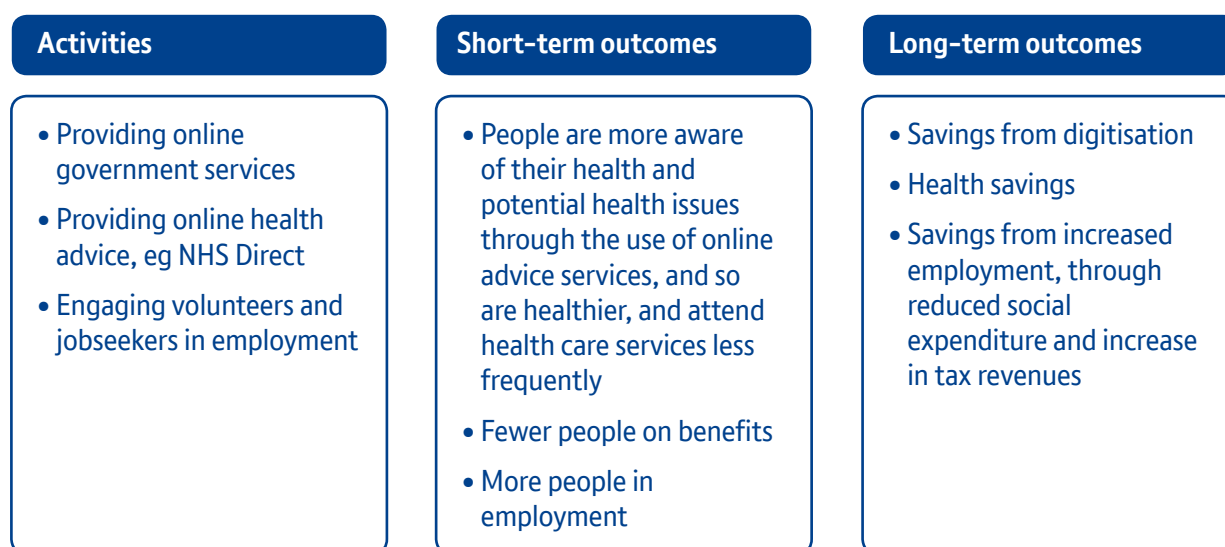 Activities
• Providing online
government services
• Providing online health
advice, eg NHS Direct
• Engaging volunteers and
jobseekers in employment
Short-term outcomes
• People are more aware
of their health and
potential health issues
through the use of online
advice services, and so
are healthier, and attend
health care services less
frequently
• Fewer people on benefits
• More people in
employment
Long-term outcomes
• Savings from digitisation
• Health savings
• Savings from increased
employment, through
reduced social
expenditure and increase
in tax revenues